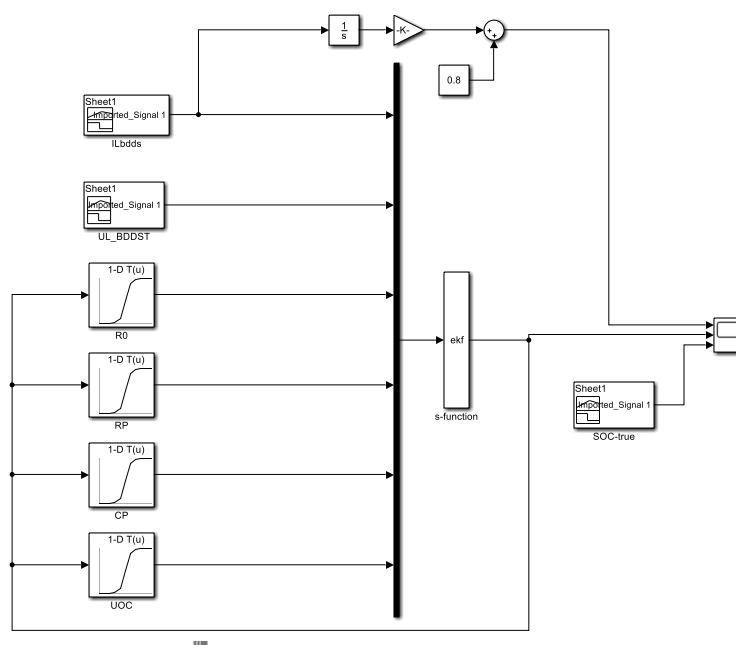 1
s
-K-
0.8
Sheet1
Imported_Signal 1
ILbdds
Sheet1
Imported_Signal 1
UL_BDDST
1-D T(u)
R0
1-D T(u)
RP
ekf
s-function
Sheet1
Imported_Signal 1
SOC-true
1-D T(u)
CP
1-D T(u)
UOC